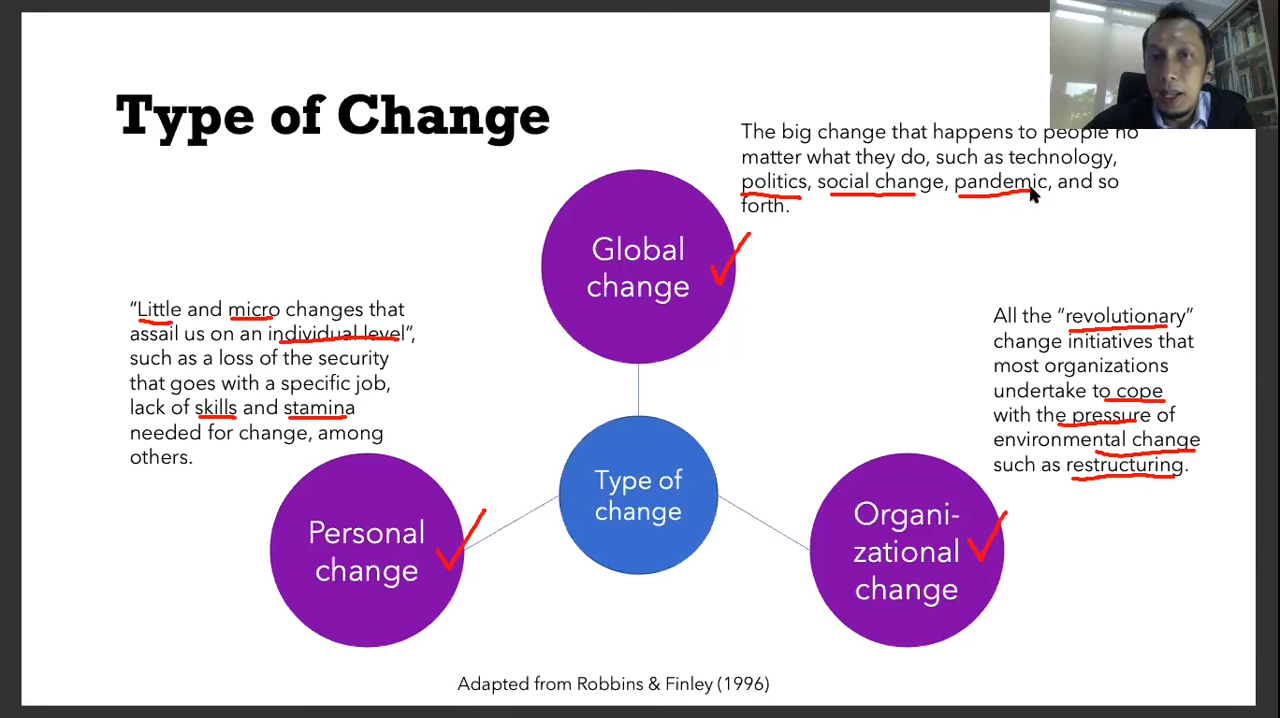 Type of Change
The big change that happens to people no
matter what they do, such as technology,
politics, social change, pandemic, and so
forth.
Global
change
"Little and micro changes that
assail us on an individual level",
such as a loss of the security
that goes with a specific job,
lack of skills and stamina
needed for change, among
others.
All the "revolutionary"
change initiatives that
most organizations
undertake to cope
with the pressure of
environmental change
such as restructuring.
Type of
change
Personal
change
Organi-
zational
change
Adapted from Robbins & Finley (1996)